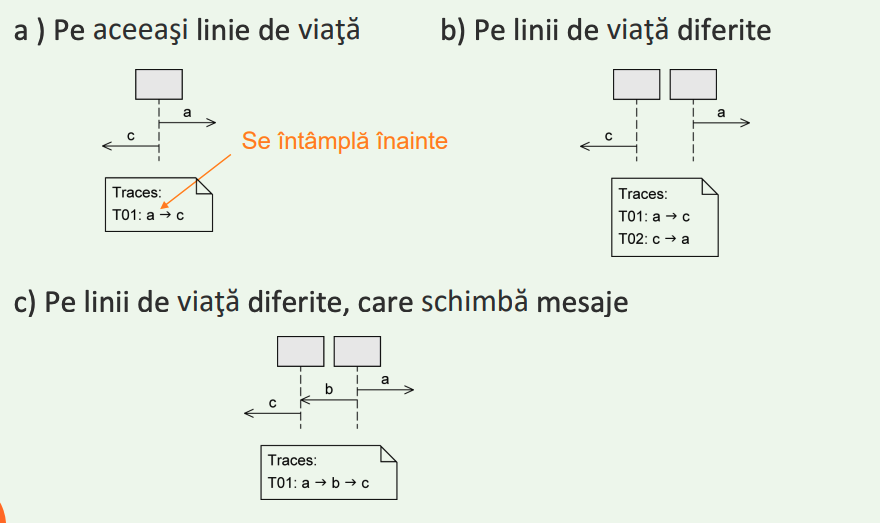 a ) Pe aceeaşi linie de viaţă
b) Pe linii de viaţă diferite
a
c
Se întâmplă înainte
Traces:
T01: a → c
a
c
Traces:
T01: a → c
T02: c → a
c) Pe linii de viaţă diferite, care schimbă mesaje
a
b
c
Traces:
T01: a → b → c